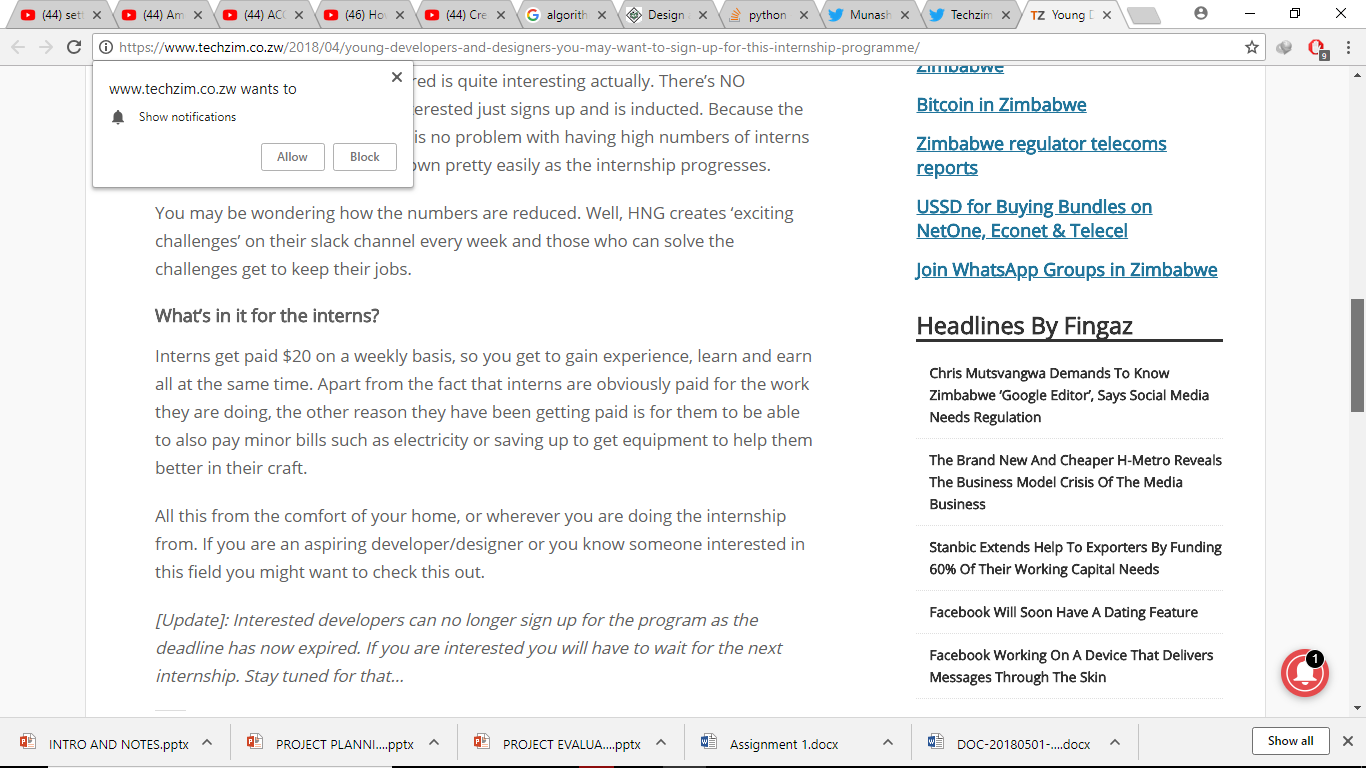 (44) sett
(44) Am
(44) ACC
(46) Ho
(44) Cre
algorith
Design
python
Munash
Techzim
TZ Young D
https://www.techzim.co.zw/2018/04/young-developers-and-designers-you-may-want-to-sign-up-for-this-internship-programme/
9
www.techzim.co.zw wants to
Show notifications
Allow
Block
red is quite interesting actually. There’s NO
erested just signs up and is inducted. Because the
is no problem with having high numbers of interns
own pretty easily as the internship progresses.
You may be wondering how the numbers are reduced. Well, HNG creates ‘exciting
challenges’ on their slack channel every week and those who can solve the
challenges get to keep their jobs.
What’s in it for the interns?
Interns get paid $20 on a weekly basis, so you get to gain experience, learn and earn
all at the same time. Apart from the fact that interns are obviously paid for the work
they are doing, the other reason they have been getting paid is for them to be able
to also pay minor bills such as electricity or saving up to get equipment to help them
better in their craft.
All this from the comfort of your home, or wherever you are doing the internship
from. If you are an aspiring developer/designer or you know someone interested in
this field you might want to check this out.
[Update]: Interested developers can no longer sign up for the program as the
deadline has now expired. If you are interested you will have to wait for the next
internship. Stay tuned for that...
Zimbabwe
Bitcoin in Zimbabwe
Zimbabwe regulator telecoms
reports
USSD for Buying Bundles on
NetOne, Econet & Telecel
Join WhatsApp Groups in Zimbabwe
Headlines By Fingaz
Chris Mutsvangwa Demands To Know
Zimbabwe ‘Google Editor’, Says Social Media
Needs Regulation
The Brand New And Cheaper H-Metro Reveals
The Business Model Crisis Of The Media
Business
Stanbic Extends Help To Exporters By Funding
60% Of Their Working Capital Needs
Facebook Will Soon Have A Dating Feature
Facebook Working On A Device That Delivers
Messages Through The Skin
1
INTRO AND NOTES.pptx
PROJECT PLANNI....pptx
PROJECT EVALUA....pptx
Assignment 1.docx
DOC-20180501-....docx
Show all